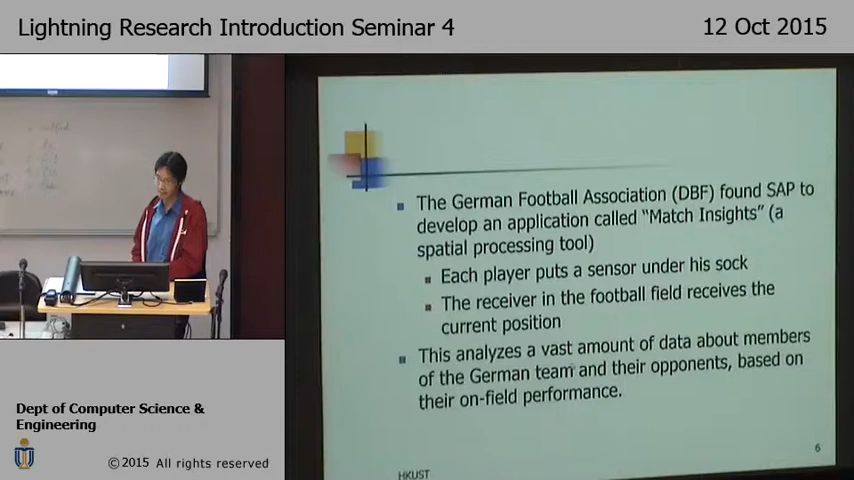 Lightning Research Introduction Seminar 4
12 Oct 2015
The German Football Association (DBF) found SAP to
develop an application called "Match Insights" (a
spatial processing tool)
Each player puts a sensor under his sock
The receiver in the football field receives the
current position
This analyzes a vast amount of data about members
of the German team and their opponents, based on
their on-field performance.
HKUST
6
Dept of Computer Science &
Engineering
©2015 All rights reserved